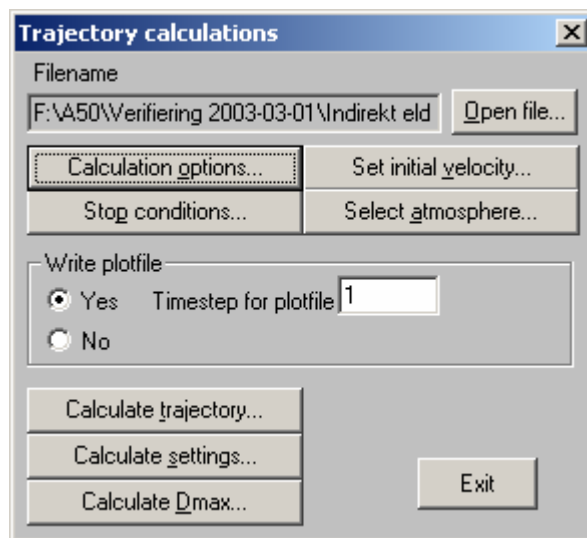 Trajectory calculations
Filename
F:\A50\Verifiering 2003-03-01\Indirekt eld
Open file...
Calculation options...
Set initial velocity...
Stop conditions...
Select atmosphere...
Write plotfile
Yes
Timestep for plotfile
1
No
Calculate trajectory...
Calculate settings...
Calculate Dmax...
Exit